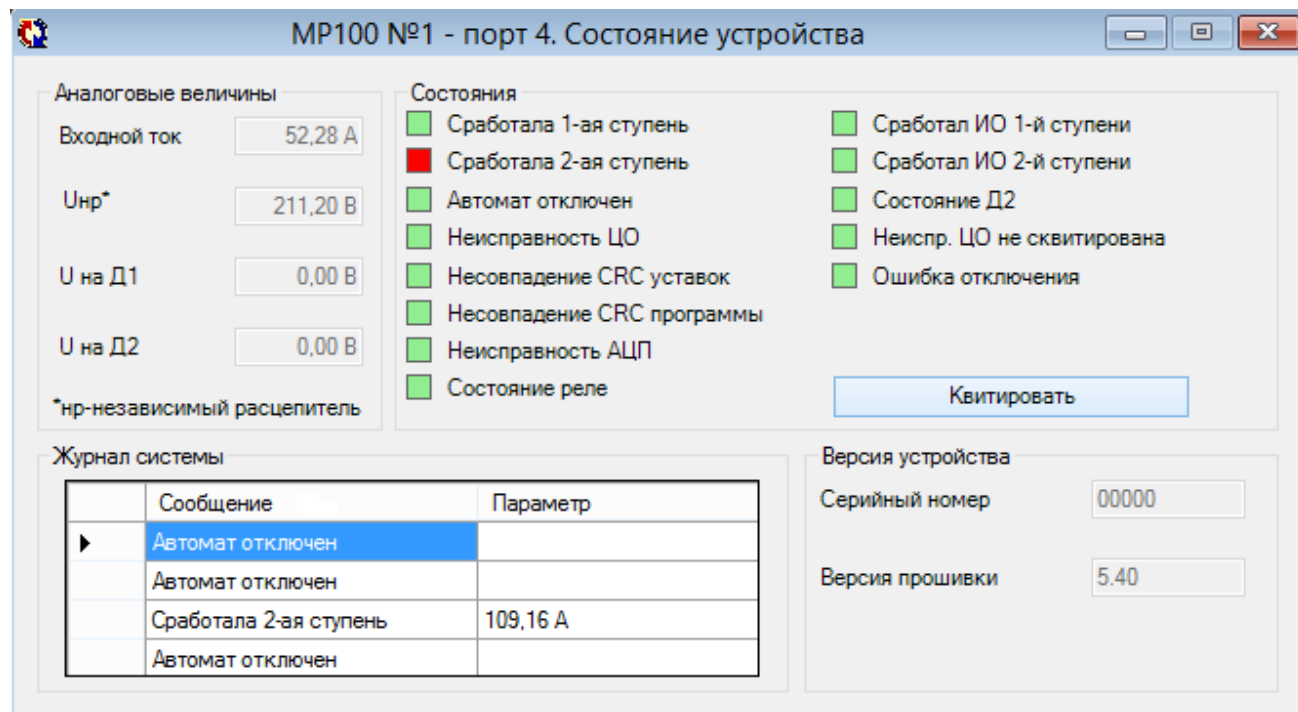 МР100 №1 - порт 4. Состояние устройства
Аналоговые величины
Входной ток 52,28 А
Uнр* 211,20 В
U на Д1 0,00 В
U на Д2 0,00 В
*нр-независимый расцепитель
Состояния
Сработала 1-ая ступень
Сработала 2-ая ступень
Автомат отключен
Неисправность ЦО
Несовпадение CRC уставок
Несовпадение CRC программы
Неисправность АЦП
Состояние реле
Сработал ИО 1-й ступени
Сработал ИО 2-й ступени
Состояние Д2
Неиспр. ЦО не сквитирована
Ошибка отключения
Квитировать
Журнал системы
Сообщение Параметр
Автомат отключен
Автомат отключен
Сработала 2-ая ступень 109,16 А
Автомат отключен
Версия устройства
Серийный номер 00000
Версия прошивки 5.40